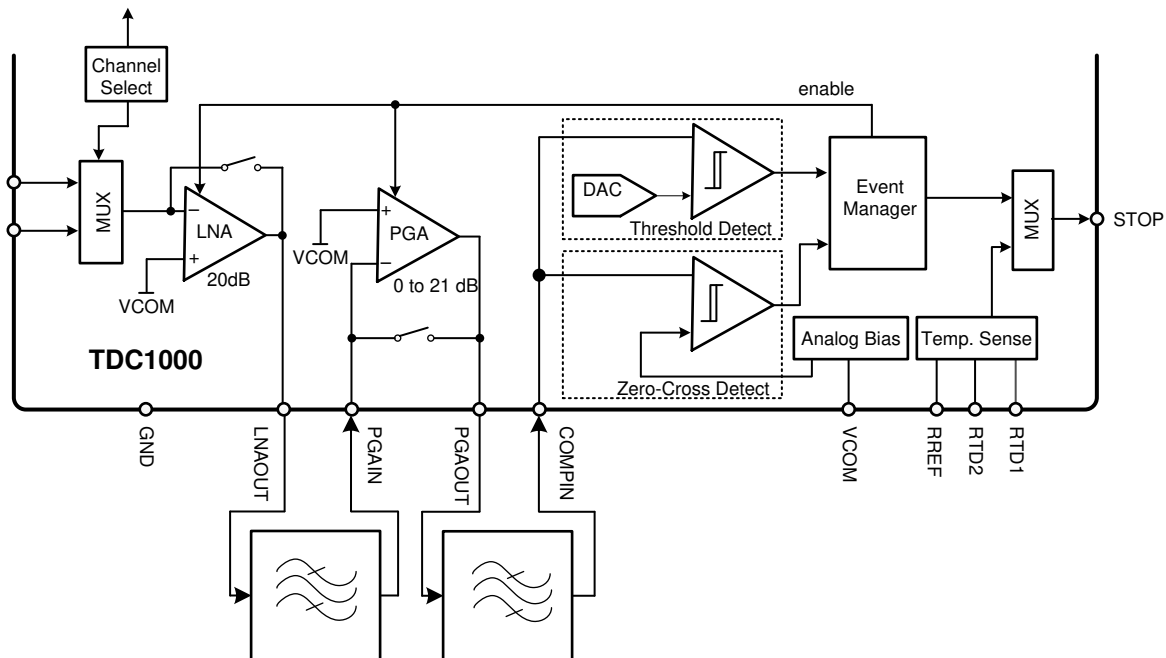 Channel
Select
enable
MUX
LNA
−
+
20dB
VCOM
+
PGA
−
VCOM
0 to 21 dB
DAC
Threshold Detect
Zero-Cross Detect
Event
Manager
MUX
STOP
Analog Bias
Temp. Sense
TDC1000
GND
LNAOUT
PGAIN
PGAOUT
COMPIN
VCOM
RREF
RTD2
RTD1